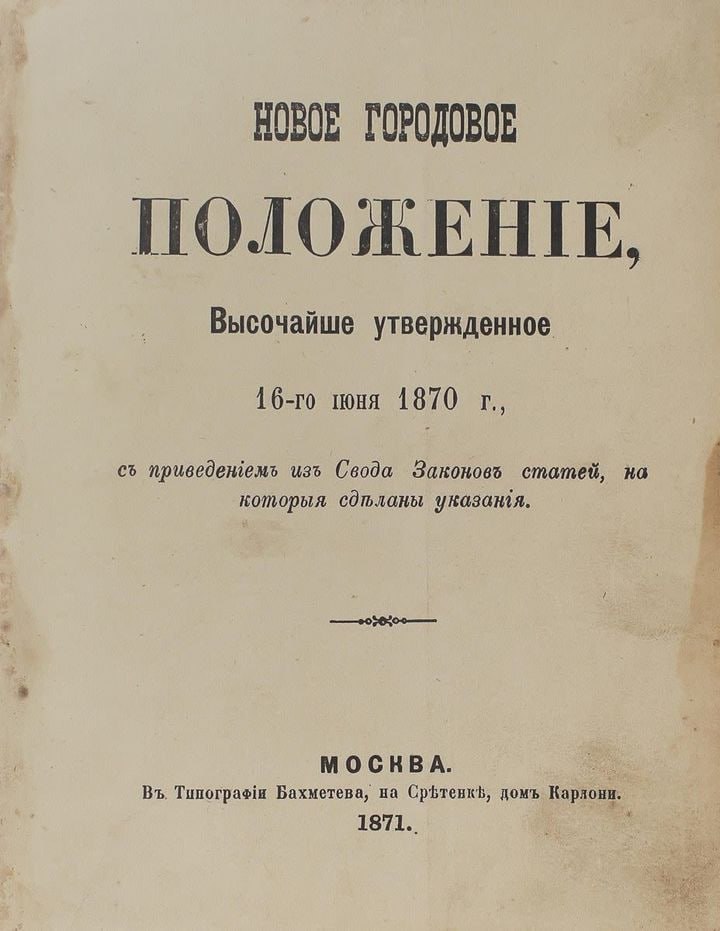 НОВОЕ ГОРОДОВОЕ
ПОЛОЖЕНІЕ,
Высочайше утвержденное
16-го іюня 1870 г.,
съ приведеніемъ изъ Свода Законовъ статей, на
которыя сдѣланы указанія.
МОСКВА.
Въ Типографіи Бахметева, на Срѣтенкѣ, домъ Карлони.
1871.